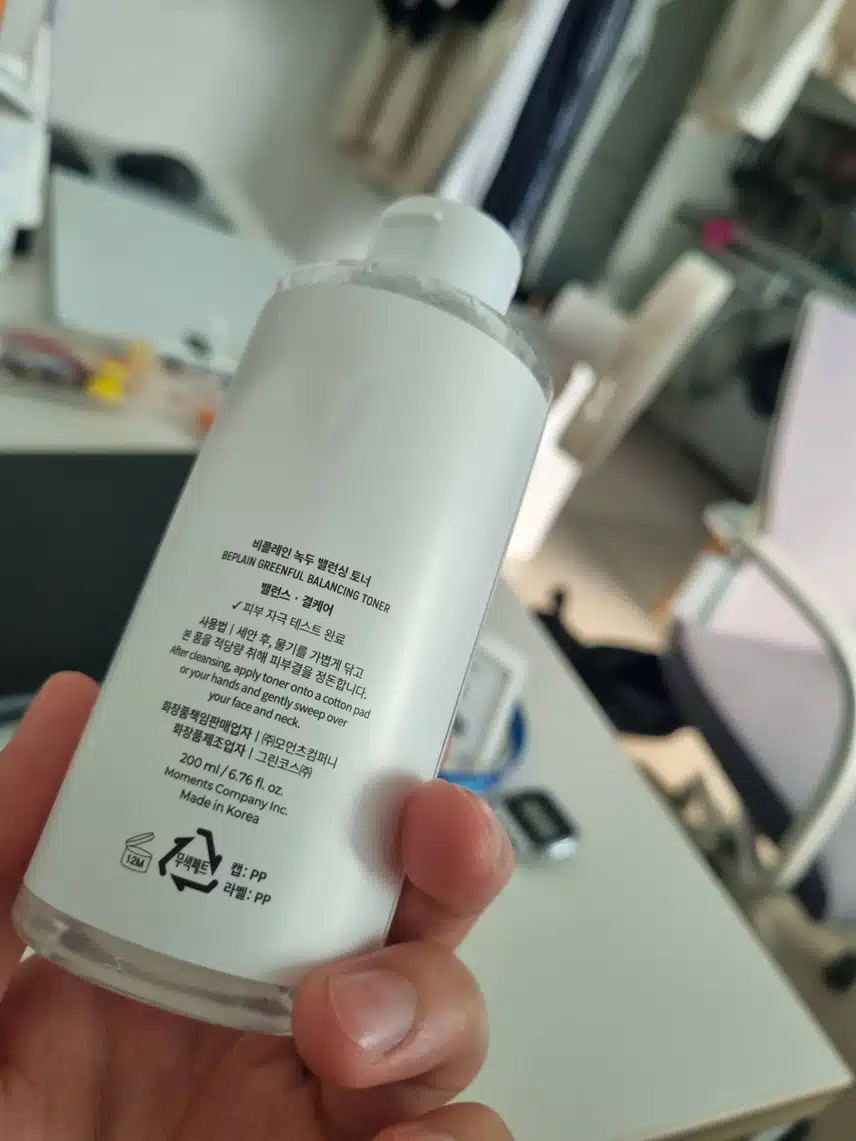 비플레인 녹두 밸런싱 토너
BEPLAIN GREENFUL BALANCING TONER
밸런스 · 결케어
✓ 피부 자극 테스트 완료
사용법 | 세안 후, 물기를 가볍게 닦고
본 품을 적당량 취해 피부결을 정돈합니다.
After cleansing, apply toner onto a cotton pad
or your hands and gently sweep over
your face and neck.
화장품책임판매업자 | ㈜모먼츠컴퍼니
화장품제조업자 | 그린코스㈜
200 ml / 6.76 fl. oz.
Moments Company Inc.
Made in Korea
12M
무색페트
캡 : PP
라벨 : PP